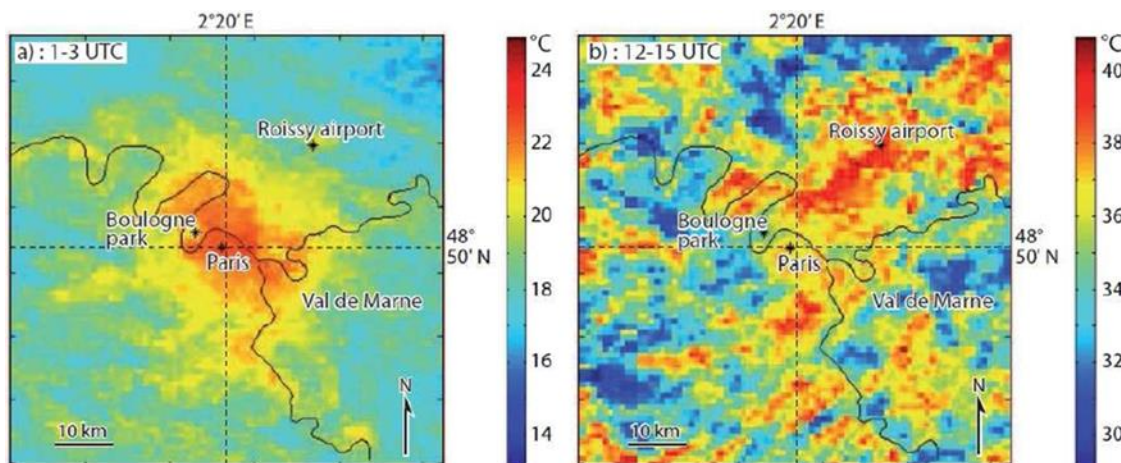 2°20' E
a) : 1-3 UTC
°C
24
22
20
18
16
14
Roissy airport
Boulogne
park
Paris
Val de Marne
48°
50' N
N
10 km
2°20' E
b) : 12-15 UTC
°C
40
38
36
34
32
30
Roissy airport
Boulogne
park
Paris
Val de Marne
48°
50' N
N
10 km